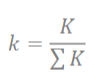 k = K / ∑ K